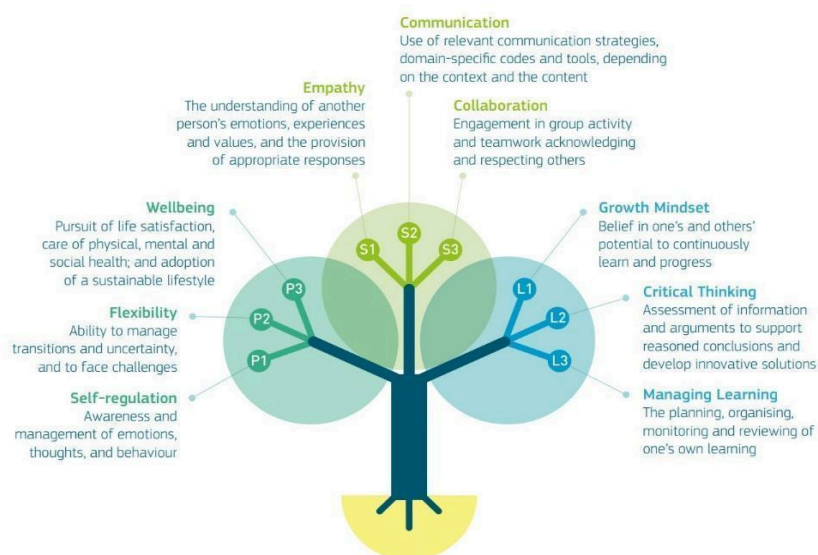 Communication
Use of relevant communication strategies,
domain-specific codes and tools, depending
on the context and the content
Empathy
The understanding of another
person's emotions, experiences
and values, and the provision
of appropriate responses
Collaboration
Engagement in group activity
and teamwork acknowledging
and respecting others
Wellbeing
Pursuit of life satisfaction,
care of physical, mental and
social health; and adoption
of a sustainable lifestyle
Flexibility
Ability to manage
transitions and uncertainty,
and to face challenges
Self-regulation
Awareness and
management of emotions,
thoughts, and behaviour
P1
P2
P3
S1
S2
S3
L1
L2
L3
Growth Mindset
Belief in one's and others'
potential to continuously
learn and progress
Critical Thinking
Assessment of information
and arguments to support
reasoned conclusions and
develop innovative solutions
Managing Learning
The planning, organising,
monitoring and reviewing of
one's own learning